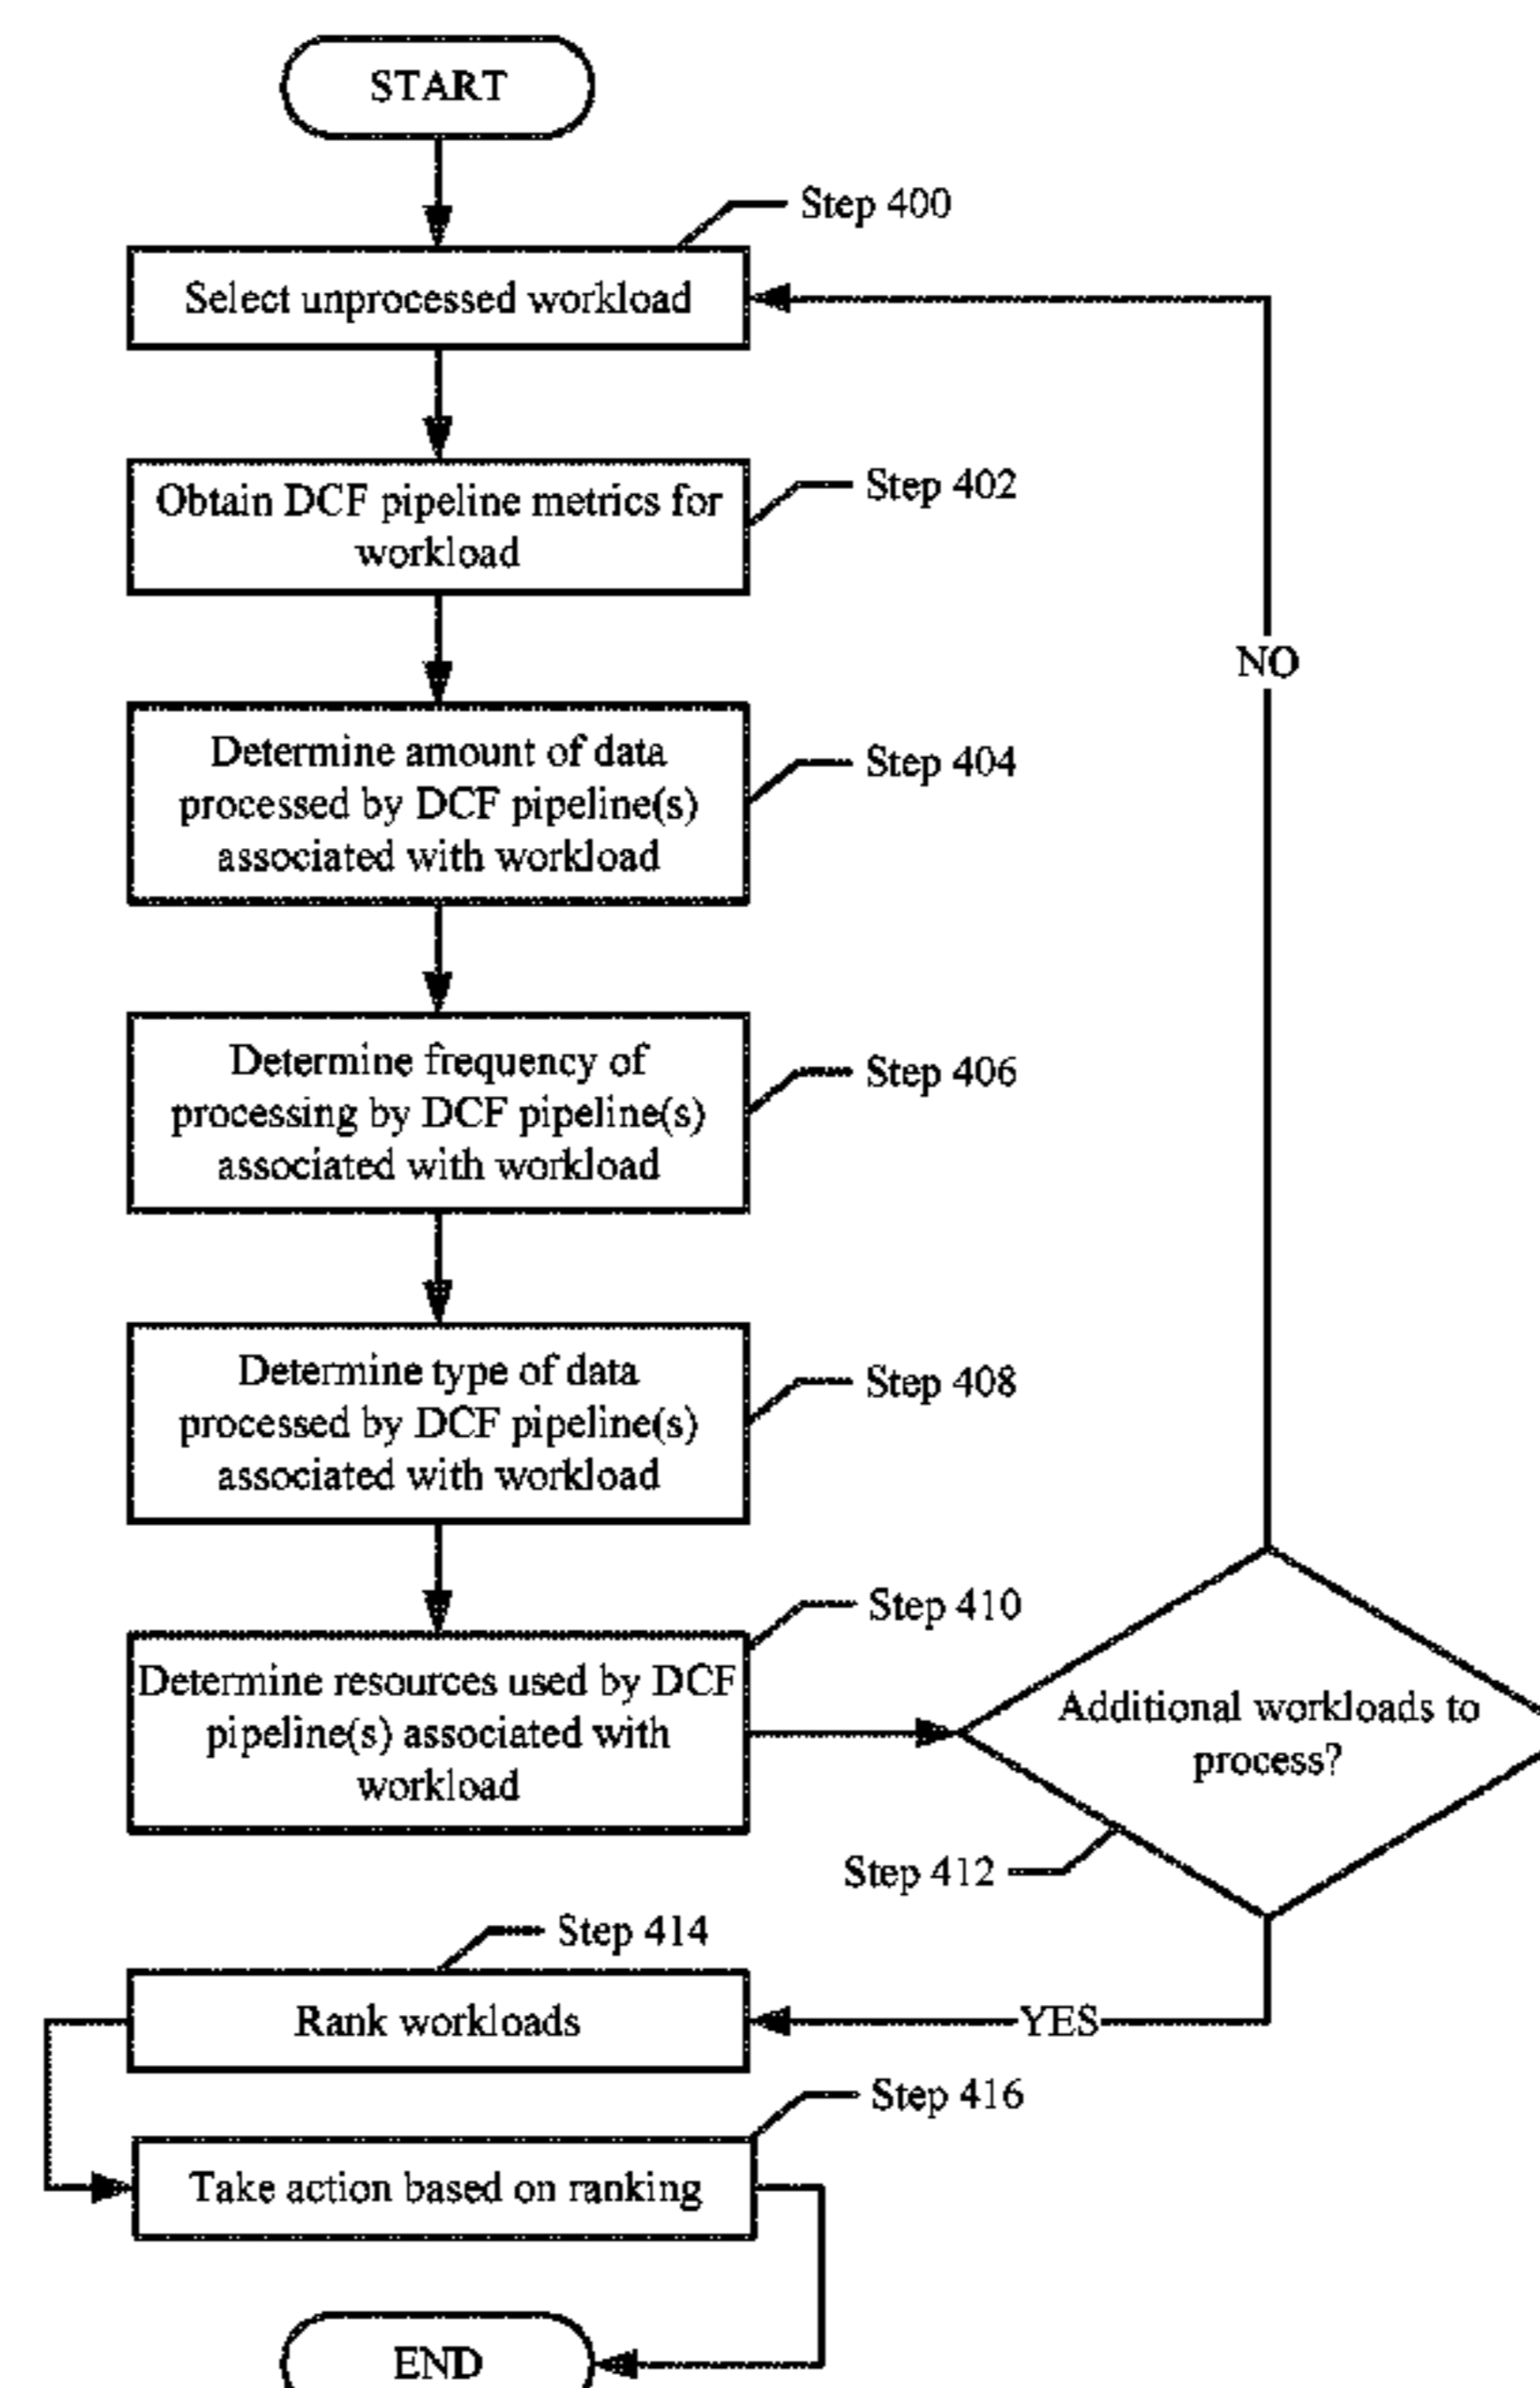 START
Step 400
Select unprocessed workload
Obtain DCF pipeline metrics for
workload
Step 402
NO
Determine amount of data
processed by DCF pipeline(s)
associated with workload
Step 404
Determine frequency of
processing by DCF pipeline(s)
associated with workload
Step 406
Determine type of data
processed by DCF pipeline(s)
associated with workload
Step 408
Step 410
Determine resources used by DCF
pipeline(s) associated with
workload
Additional workloads to
process?
Step 412
Step 414
Rank workloads
YES
Step 416
Take action based on ranking
END